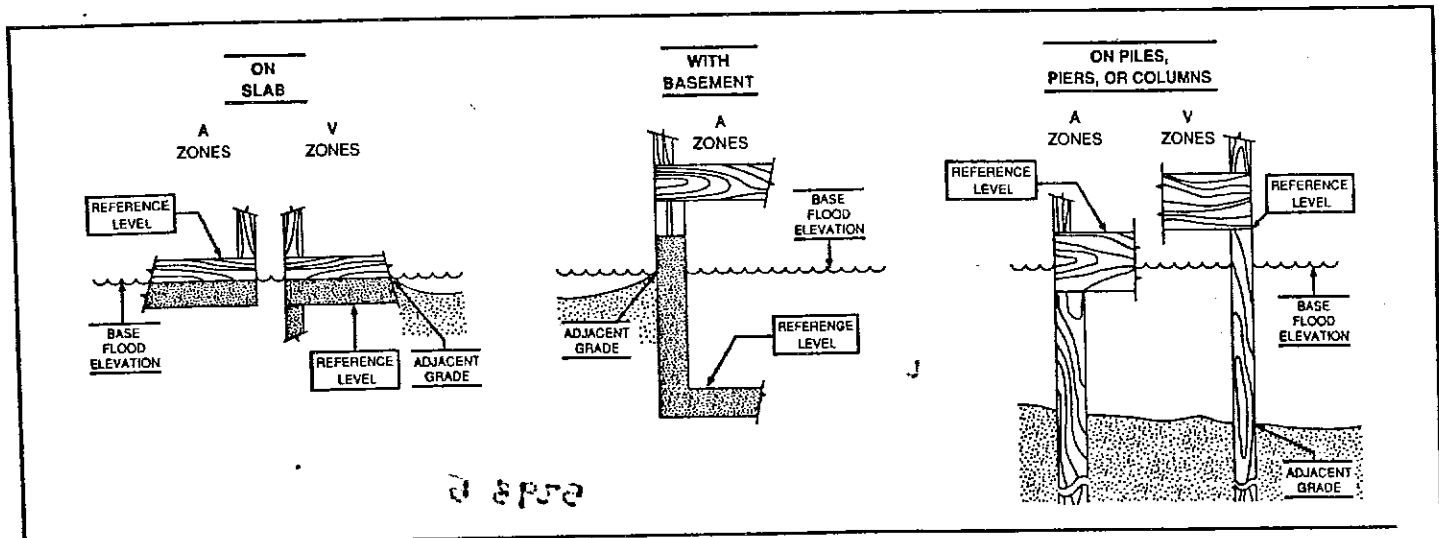 ON
SLAB
A
ZONES
V
ZONES
REFERENCE
LEVEL
BASE
FLOOD
ELEVATION
REFERENCE
LEVEL
ADJACENT
GRADE
WITH
BASEMENT
A
ZONES
BASE
FLOOD
ELEVATION
ADJACENT
GRADE
REFERENCE
LEVEL
ON PILES,
PIERS, OR COLUMNS
A
ZONES
V
ZONES
REFERENCE
LEVEL
REFERENCE
LEVEL
BASE
FLOOD
ELEVATION
ADJACENT
GRADE